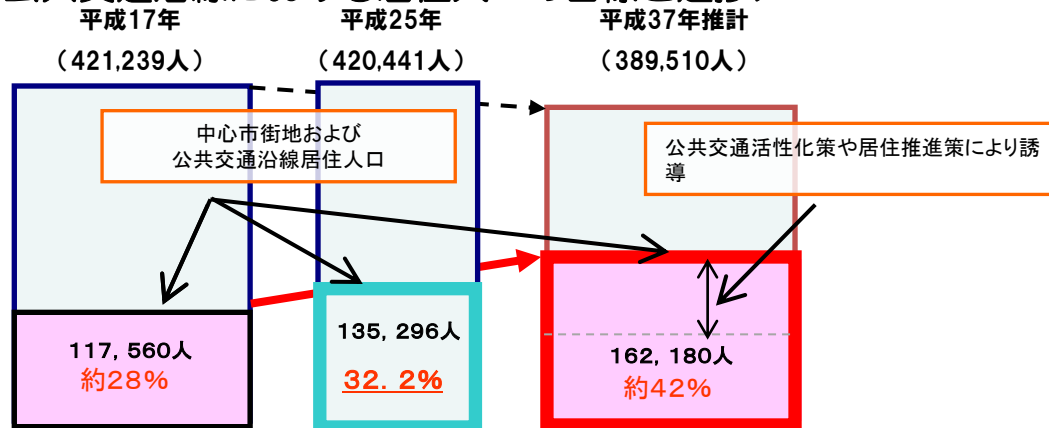 平成17年
(421,239人)
平成25年
(420,441人)
平成37年推計
(389,510人)
中心市街地および
公共交通沿線居住人口
公共交通活性化策や居住推進策により誘
導
117,560人
約28%
135,296人
32.2%
162,180人
約42%